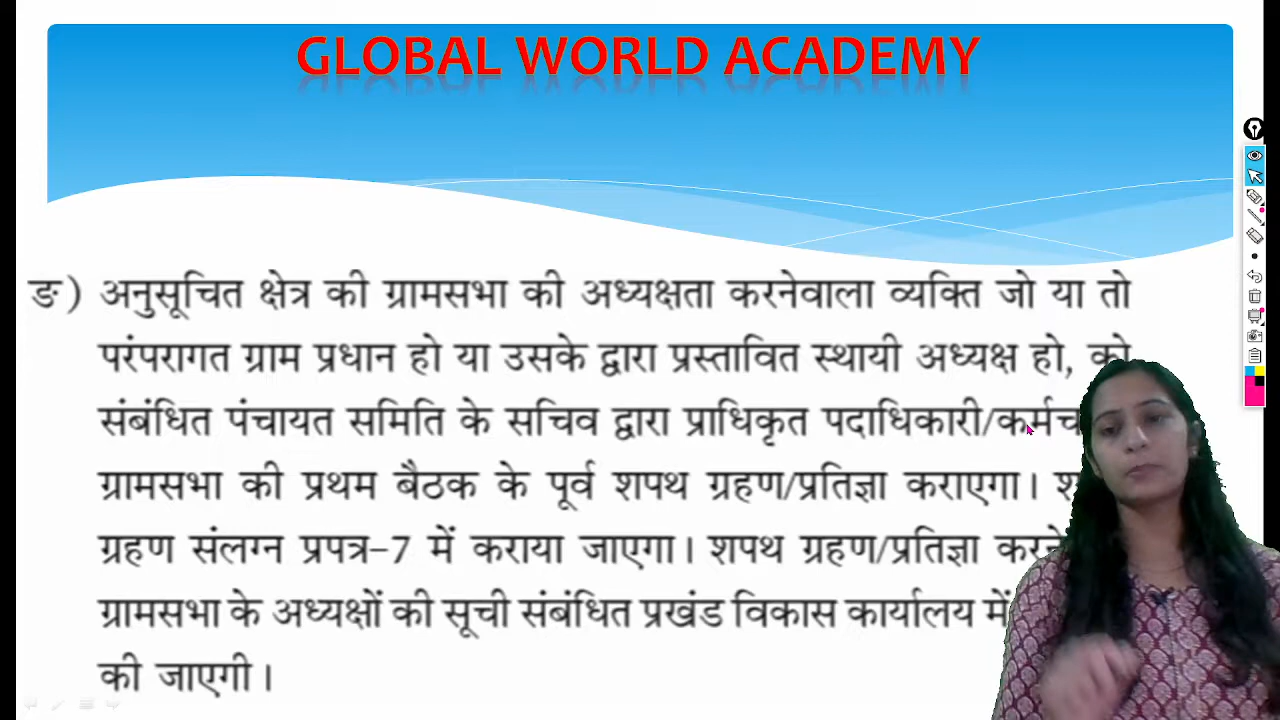 GLOBAL WORLD ACADEMY
ङ) अनुसूचित क्षेत्र की ग्रामसभा की अध्यक्षता करनेवाला व्यक्ति जो या तो
परंपरागत ग्राम प्रधान हो या उसके द्वारा प्रस्तावित स्थायी अध्यक्ष हो, को
संबंधित पंचायत समिति के सचिव द्वारा प्राधिकृत पदाधिकारी/
ग्रामसभा की प्रथम बैठक के पूर्व शपथ ग्रहण/प्रतिज्ञा कराएगा।
ग्रहण संलग्न प्रपत्र-7 में कराया जाएगा। शपथ ग्रहण/प्रतिज्ञा
ग्रामसभा के अध्यक्षों की सूची संबंधित प्रखंड विकास कार्यालय में
की जाएगी।